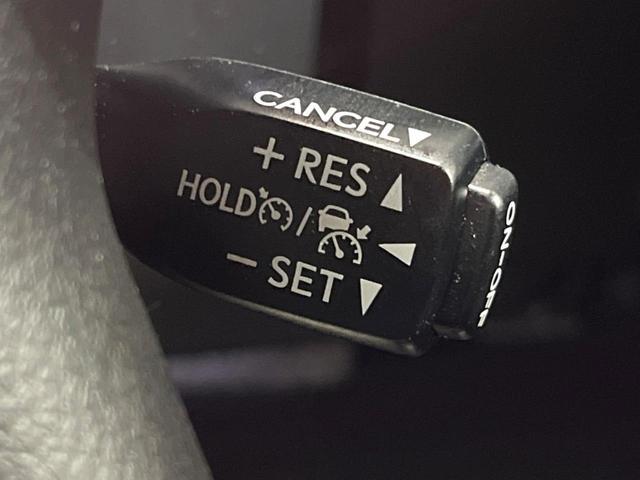 CANCEL▼
+ RES ▲
HOLD / ◀
- SET ▼
ON-OFF